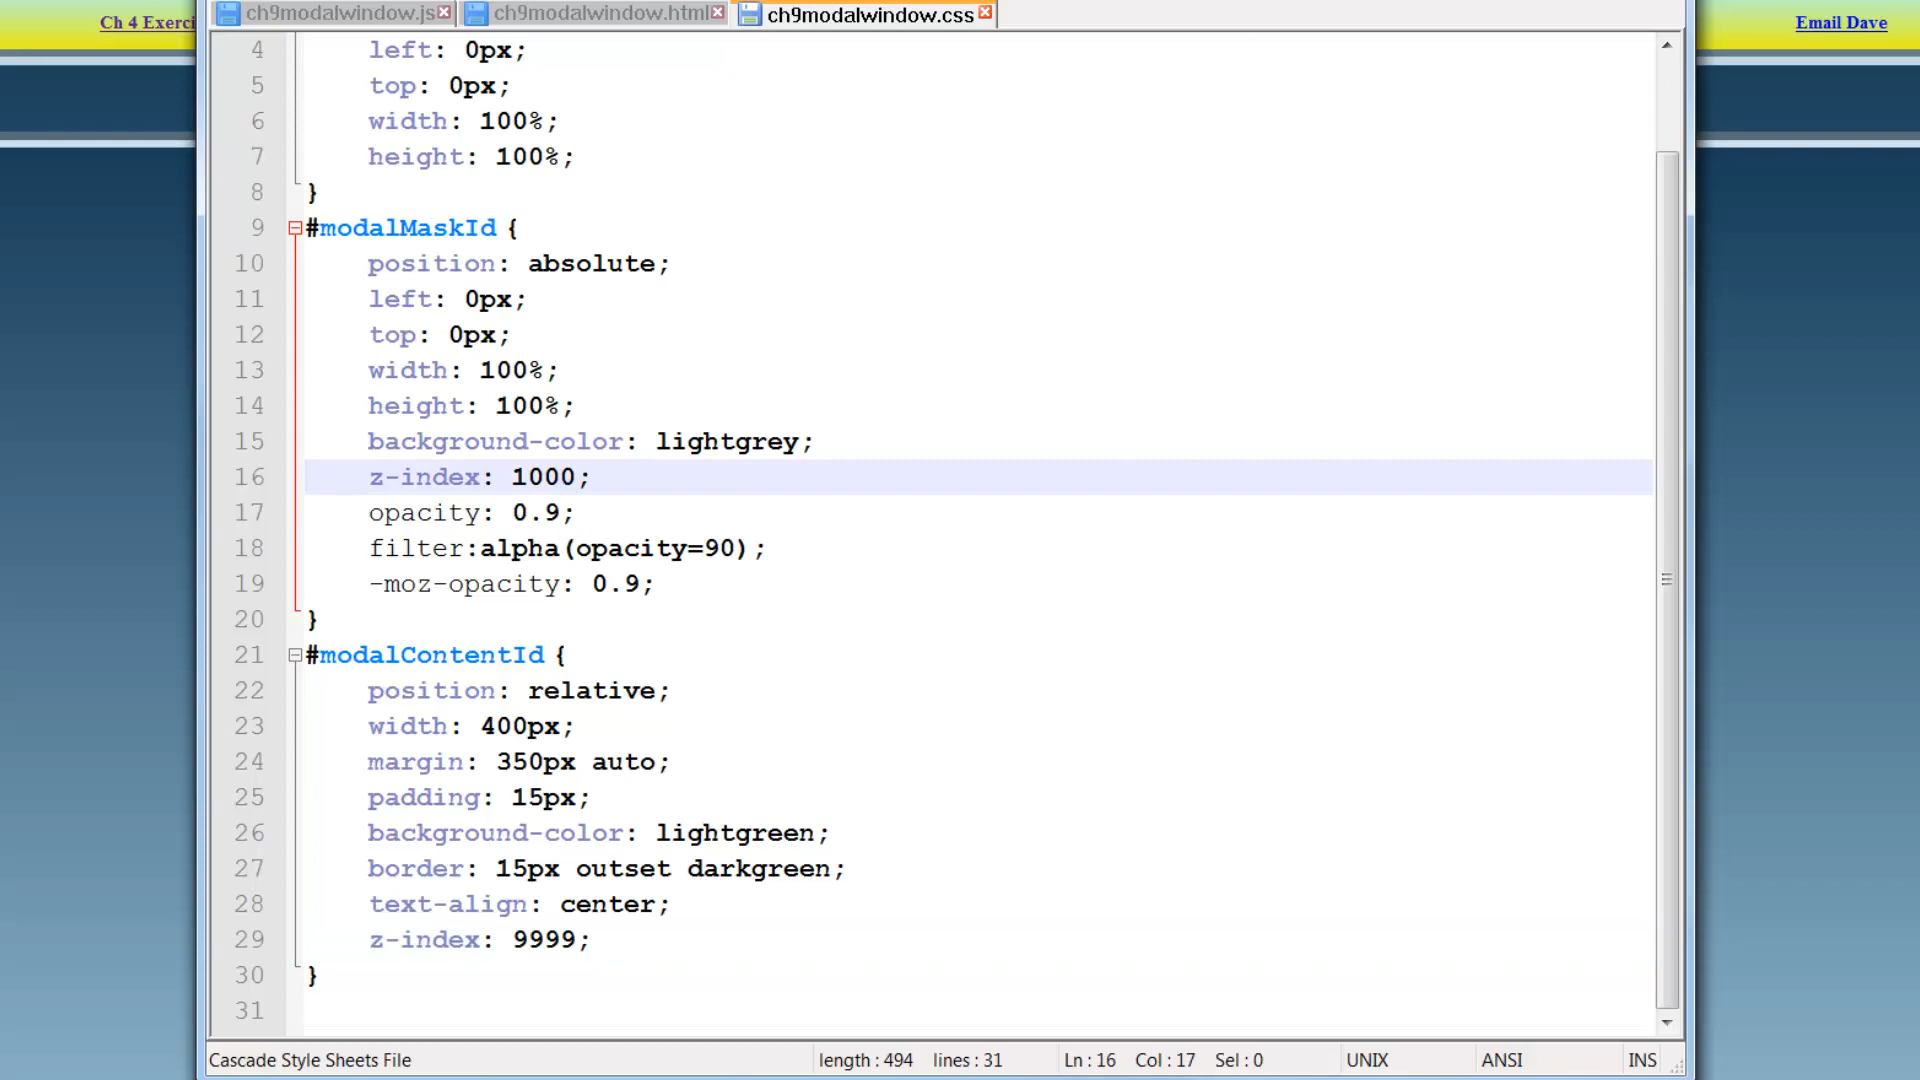 Ch 4 Exerci
ch9modalwindow.js
ch9modalwindow.html
ch9modalwindow.css
Email Dave
4 left: 0px;
5 top: 0px;
6 width: 100%;
7 height: 100%;
8 }
9 #modalMaskId {
10 position: absolute;
11 left: 0px;
12 top: 0px;
13 width: 100%;
14 height: 100%;
15 background-color: lightgrey;
16 z-index: 1000;
17 opacity: 0.9;
18 filter:alpha(opacity=90);
19 -moz-opacity: 0.9;
20 }
21 #modalContentId {
22 position: relative;
23 width: 400px;
24 margin: 350px auto;
25 padding: 15px;
26 background-color: lightgreen;
27 border: 15px outset darkgreen;
28 text-align: center;
29 z-index: 9999;
30 }
31
Cascade Style Sheets File length : 494 lines : 31 Ln : 16 Col : 17 Sel : 0 UNIX ANSI INS